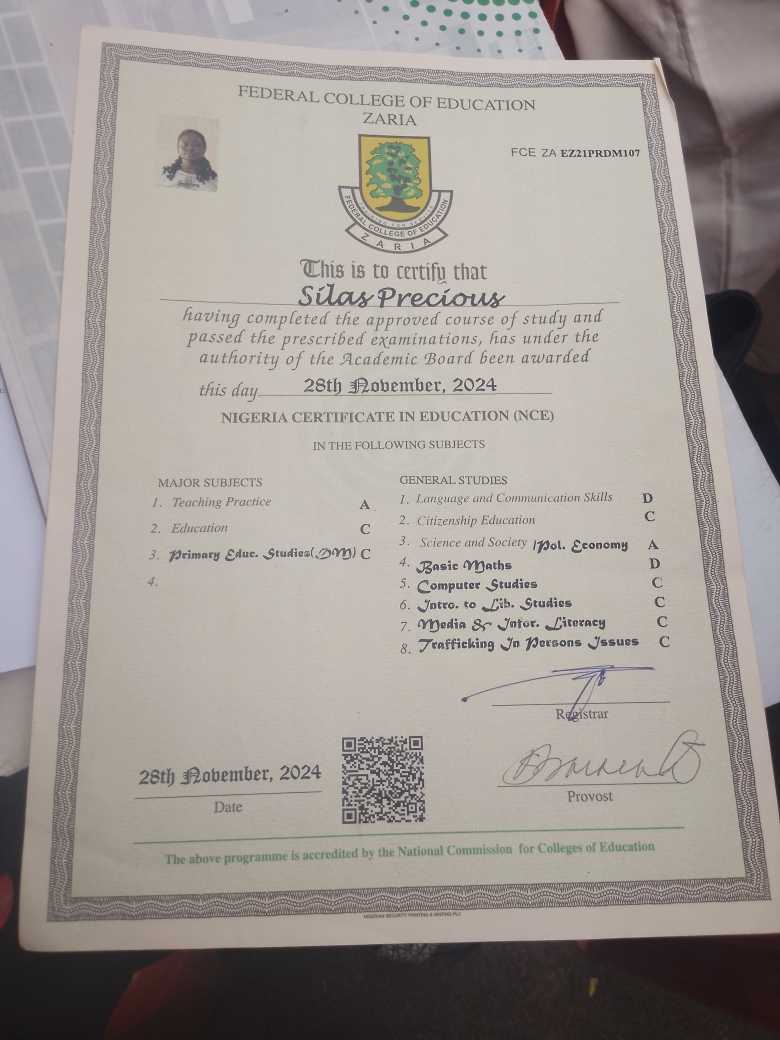 FEDERAL COLLEGE OF EDUCATION
ZARIA
FCE ZA EZ21PRDM107
FEDERAL COLLEGE OF EDUCATION
ZARIA
This is to certify that
Silas Precious
having completed the approved course of study and
passed the prescribed examinations, has under the
authority of the Academic Board been awarded
this day 28th November, 2024
NIGERIA CERTIFICATE IN EDUCATION (NCE)
IN THE FOLLOWING SUBJECTS
MAJOR SUBJECTS
1. Teaching Practice A
2. Education C
3. Primary Educ. Studies(DM) C
4.
GENERAL STUDIES
1. Language and Communication Skills D
2. Citizenship Education C
3. Science and Society /Pol. Economy A
4. Basic Maths D
5. Computer Studies C
6. Intro. to Lib. Studies C
7. Media & Infor. Literacy C
8. Trafficking In Persons Issues C
Registrar
28th November, 2024
Date
Provost
The above programme is accredited by the National Commission for Colleges of Education